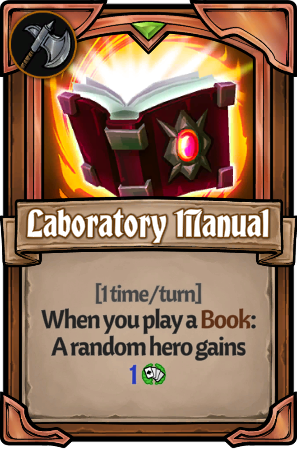 Laboratory Manual
[1 time/turn]
When you play a Book:
A random hero gains
1